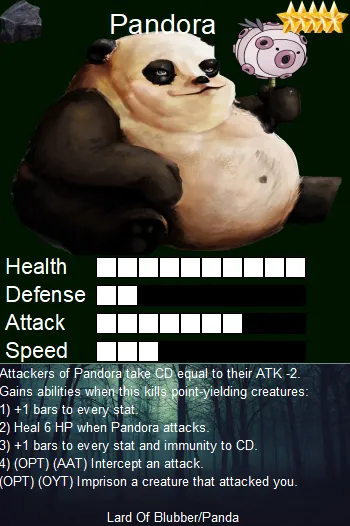 Pandora
Health
Defense
Attack
Speed
Attackers of Pandora take CD equal to their ATK -2.
Gains abilities when this kills point-yielding creatures:
1) +1 bars to every stat.
2) Heal 6 HP when Pandora attacks.
3) +1 bars to every stat and immunity to CD.
4) (OPT) (AAT) Intercept an attack.
(OPT) (OYT) Imprison a creature that attacked you.
Lard Of Blubber/Panda